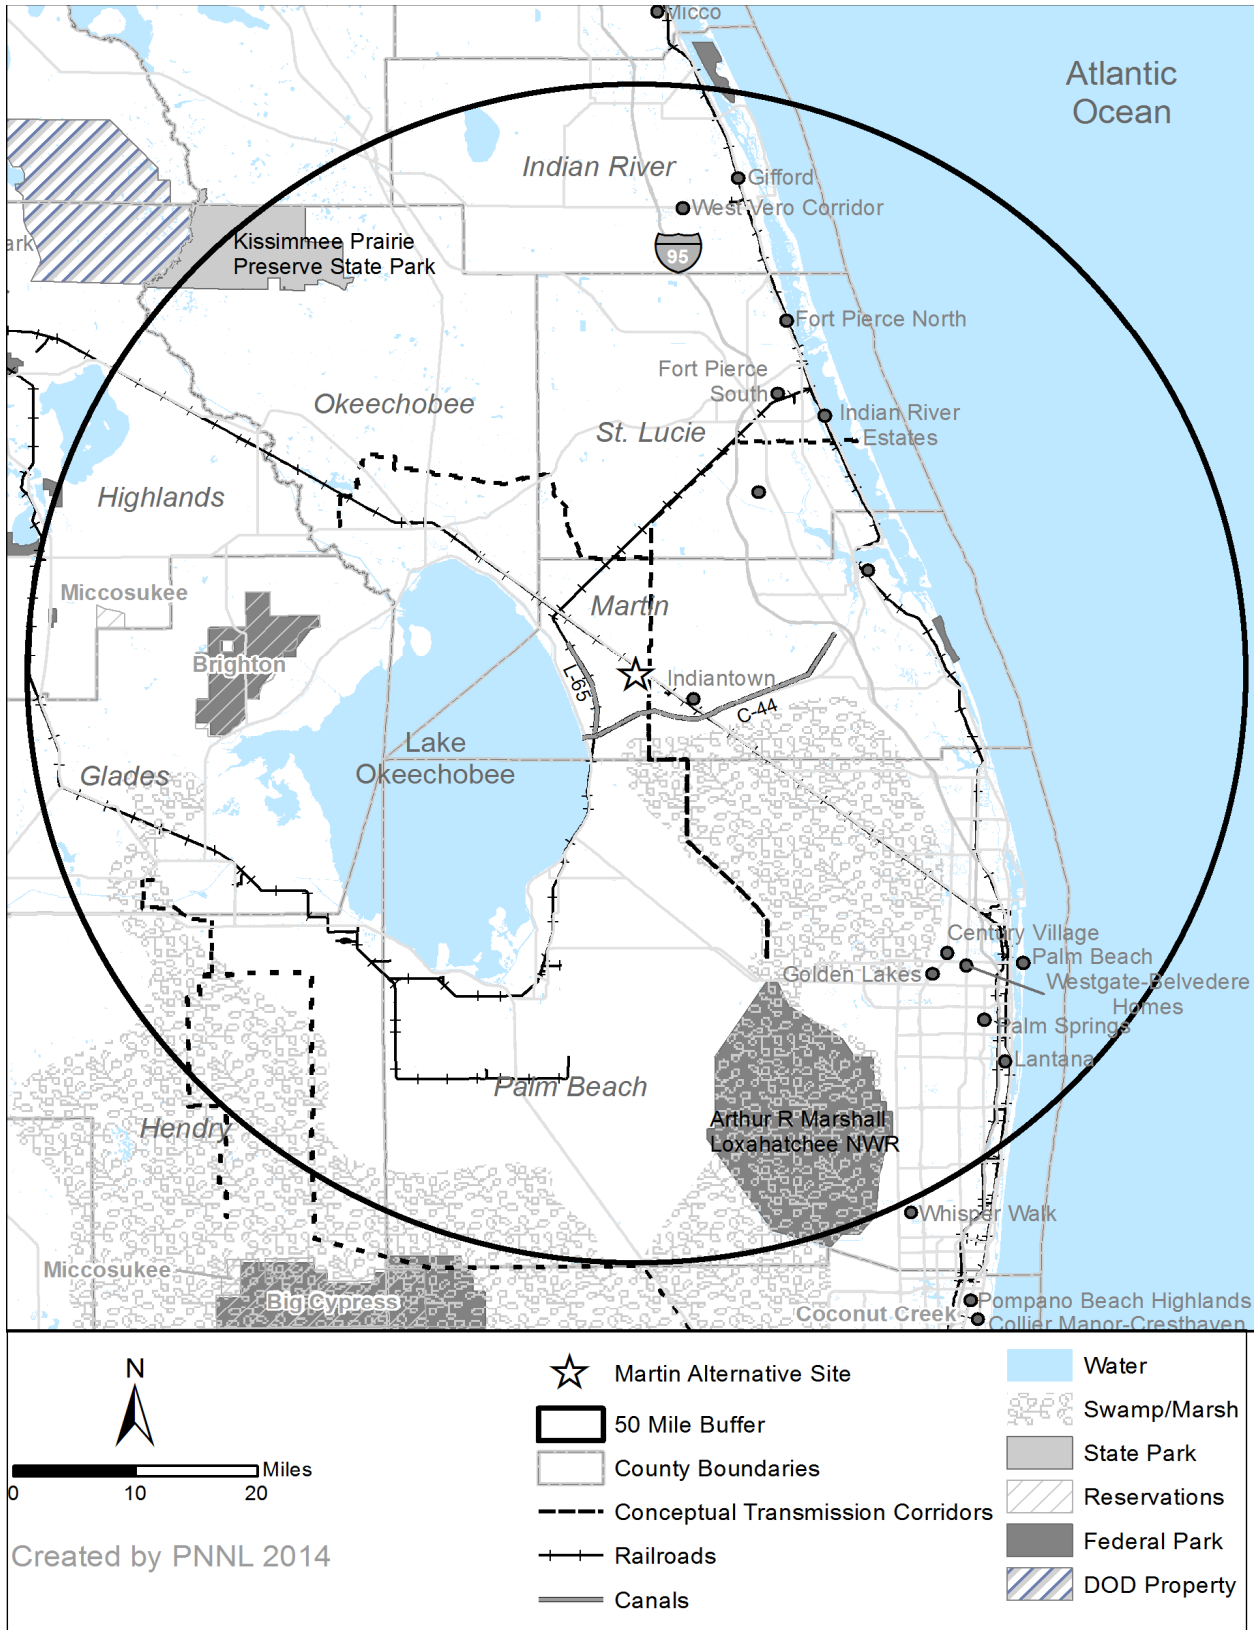 Micco
Atlantic
Ocean
Indian River
Gifford
West Vero Corridor
ark
Kissimmee Prairie
Preserve State Park
95
Fort Pierce North
Fort Pierce
South
Okeechobee
St. Lucie
Indian River
Estates
Highlands
Miccosukee
Martin
Brighton
L-65
Indiantown
C-44
Lake
Okeechobee
Glades
Century Village
Palm Beach
Golden Lakes
Westgate-Belvedere
Homes
Palm Springs
Lantana
Palm Beach
Arthur R Marshall
Loxahatchee NWR
Hendry
Whisper Walk
Miccosukee
Big Cypress
Pompano Beach Highlands
Coconut Creek
Collier Manor-Cresthaven
N
Miles
0 10 20
Created by PNNL 2014
Martin Alternative Site
50 Mile Buffer
County Boundaries
Conceptual Transmission Corridors
Railroads
Canals
Water
Swamp/Marsh
State Park
Reservations
Federal Park
DOD Property